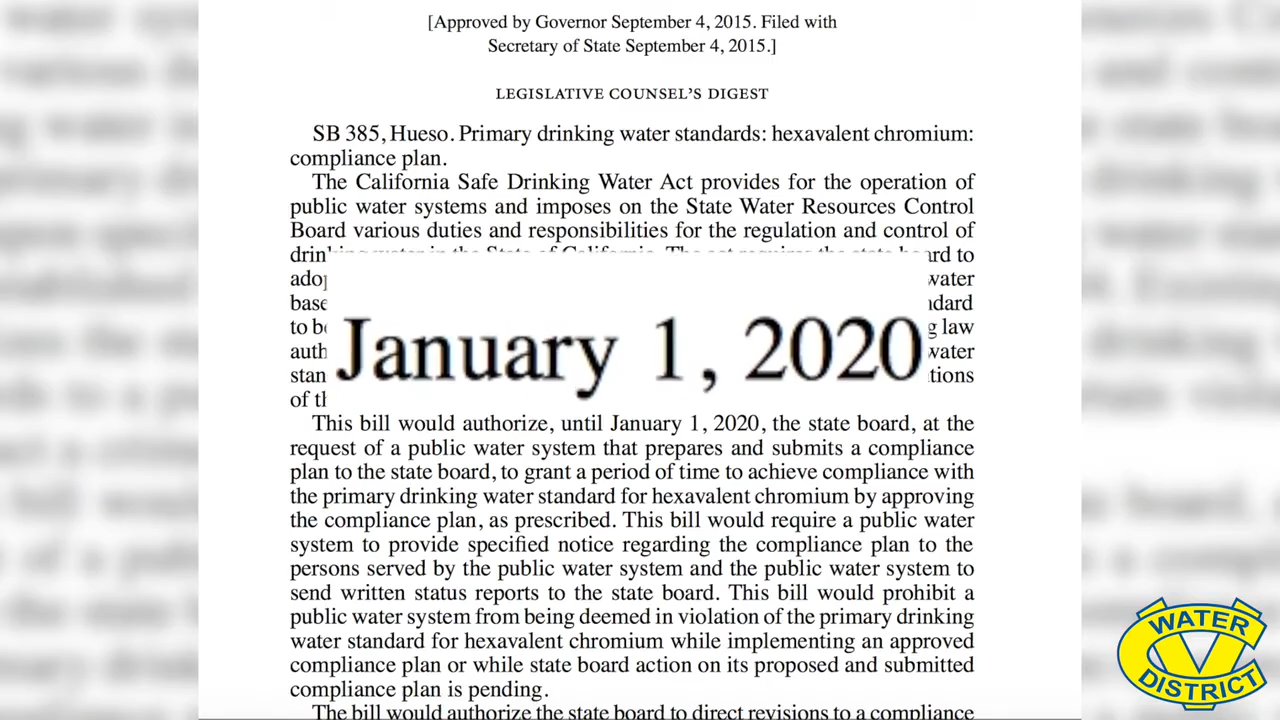 [Approved by Governor September 4, 2015. Filed with
Secretary of State September 4, 2015.]
LEGISLATIVE COUNSEL'S DIGEST
SB 385, Hueso. Primary drinking water standards: hexavalent chromium:
compliance plan.
The California Safe Drinking Water Act provides for the operation of
public water systems and imposes on the State Water Resources Control
Board various duties and responsibilities for the regulation and control of
to
water
to law
water
January 1, 2020
of
This bill would authorize, until January 1, 2020, the state board, at the
request of a public water system that prepares and submits a compliance
plan to the state board, to grant a period of time to achieve compliance with
the primary drinking water standard for hexavalent chromium by approving
the compliance plan, as prescribed. This bill would require a public water
system to provide specified notice regarding the compliance plan to the
persons served by the public water system and the public water system to
send written status reports to the state board. This bill would prohibit a
public water system from being deemed in violation of the primary drinking
water standard for hexavalent chromium while implementing an approved
compliance plan or while state board action on its proposed and submitted
compliance plan is pending.
The bill would authorize the state board to direct revisions to a compliance
WATER
CV
DISTRICT